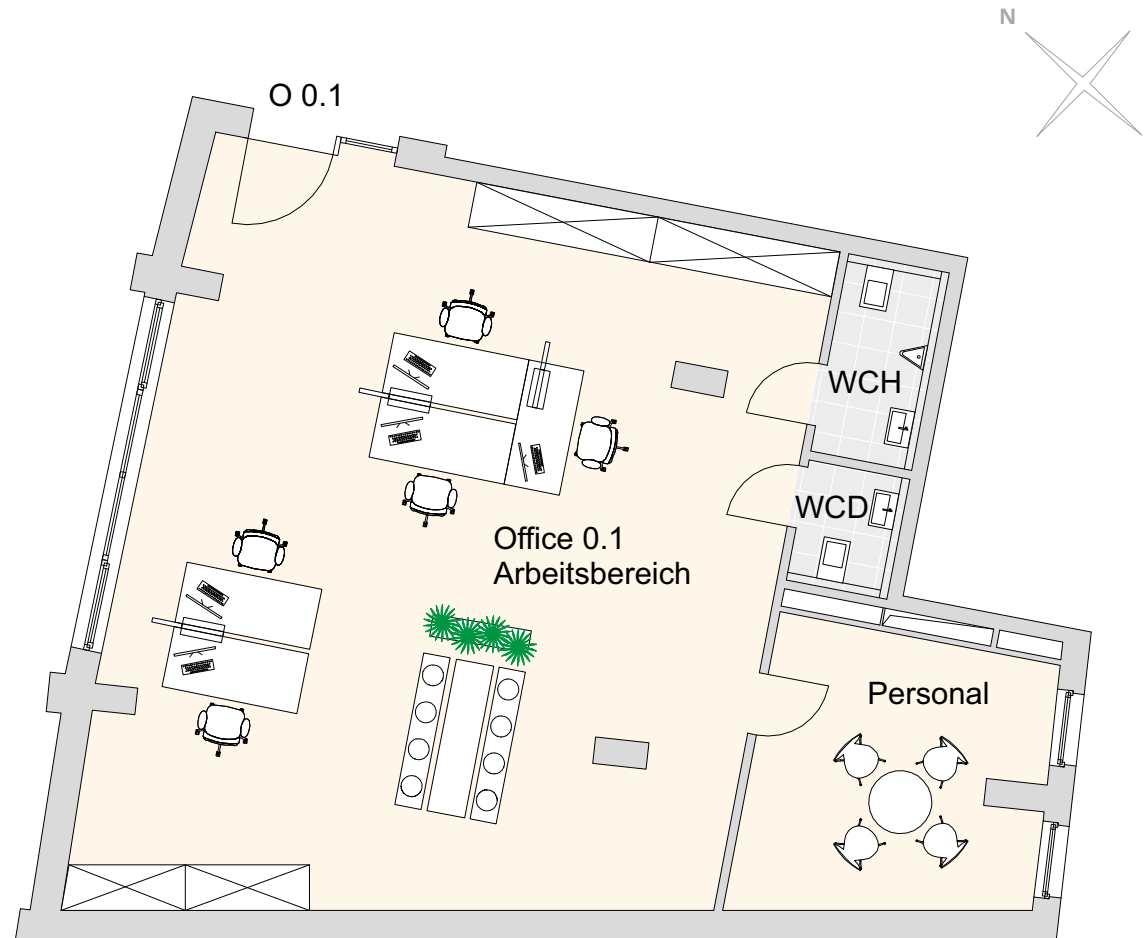 N
O 0.1
WCH
WCD
Office 0.1
Arbeitsbereich
Personal